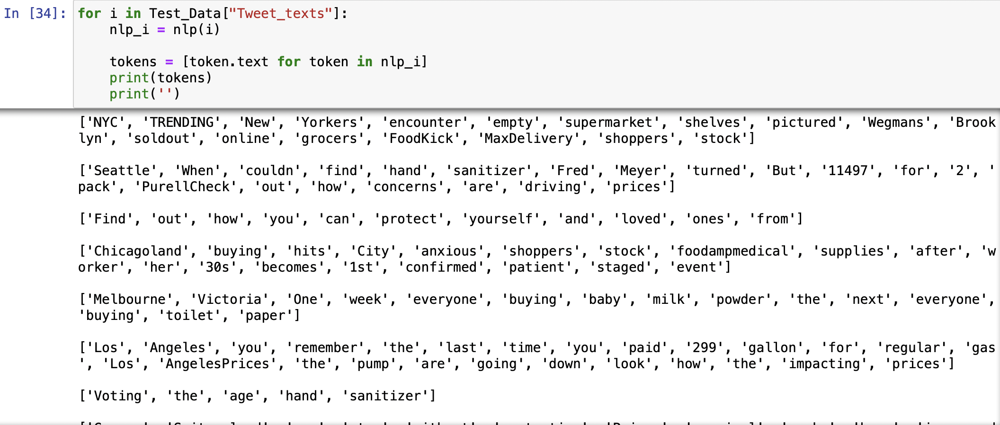 In [34]: for i in Test_Data["Tweet_texts"]:
    nlp_i = nlp(i)
    tokens = [token.text for token in nlp_i]
    print(tokens)
    print('')
['NYC', 'TRENDING', 'New', 'Yorkers', 'encounter', 'empty', 'supermarket', 'shelves', 'pictured', 'Wegmans', 'Brook
lyn', 'soldout', 'online', 'grocers', 'FoodKick', 'MaxDelivery', 'shoppers', 'stock']
['Seattle', 'When', 'couldn', 'find', 'hand', 'sanitizer', 'Fred', 'Meyer', 'turned', 'But', '11497', 'for', '2', '
pack', 'PurellCheck', 'out', 'how', 'concerns', 'are', 'driving', 'prices']
['Find', 'out', 'how', 'you', 'can', 'protect', 'yourself', 'and', 'loved', 'ones', 'from']
['Chicagoland', 'buying', 'hits', 'City', 'anxious', 'shoppers', 'stock', 'foodampmedical', 'supplies', 'after', 'w
orker', 'her', '30s', 'becomes', '1st', 'confirmed', 'patient', 'staged', 'event']
['Melbourne', 'Victoria', 'One', 'week', 'everyone', 'buying', 'baby', 'milk', 'powder', 'the', 'next', 'everyone',
'buying', 'toilet', 'paper']
['Los', 'Angeles', 'you', 'remember', 'the', 'last', 'time', 'you', 'paid', '299', 'gallon', 'for', 'regular', 'gas
', 'Los', 'AngelesPrices', 'the', 'pump', 'are', 'going', 'down', 'look', 'how', 'the', 'impacting', 'prices']
['Voting', 'the', 'age', 'hand', 'sanitizer']